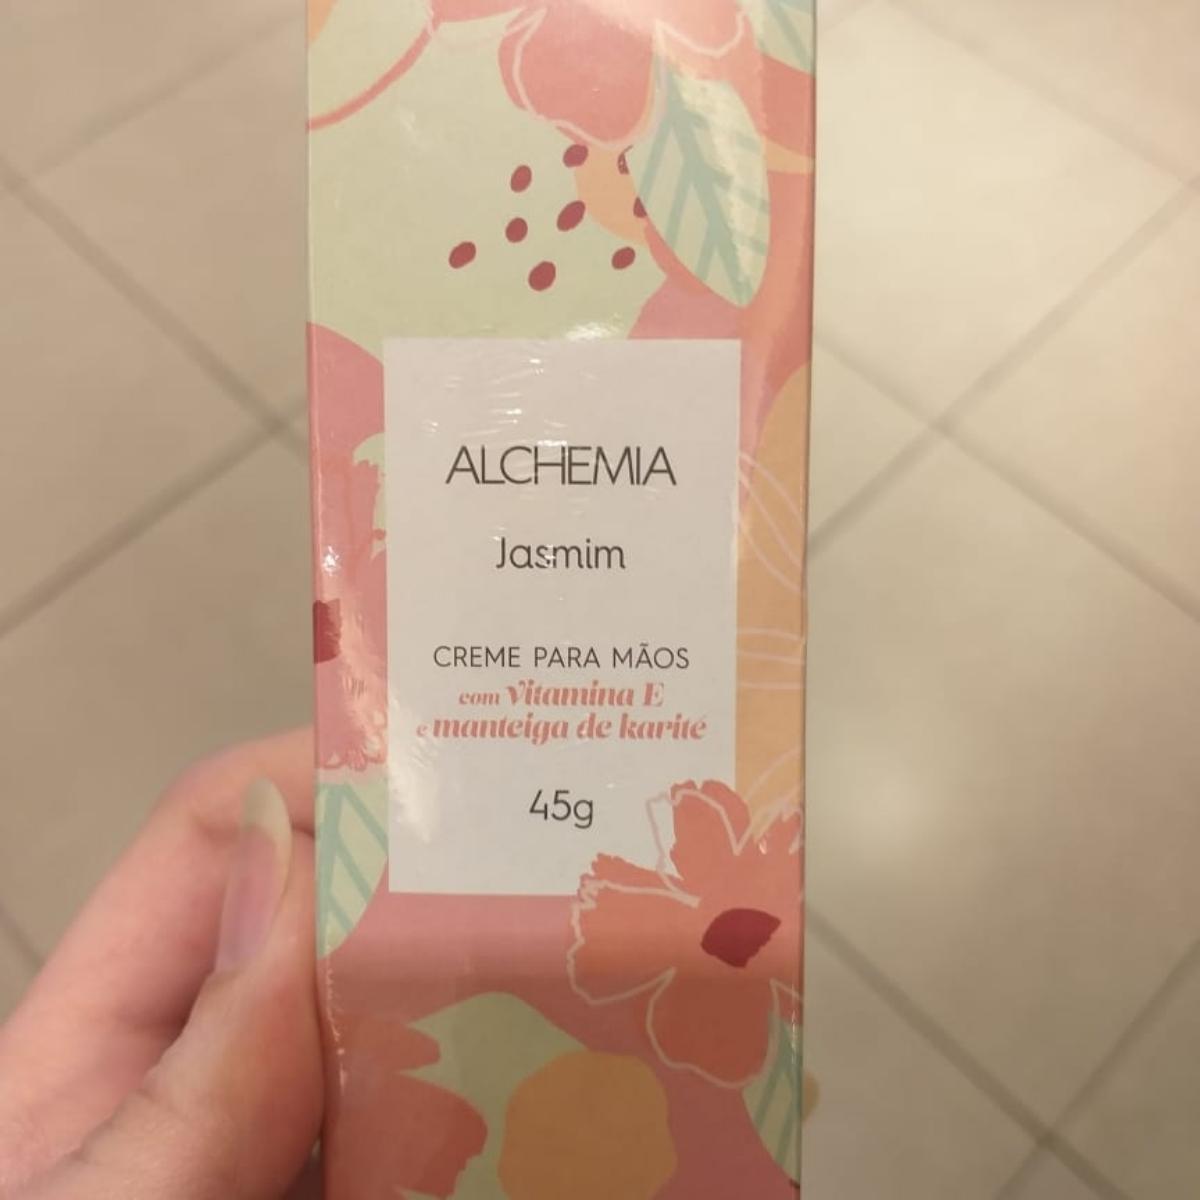 ALCHEMIA
Jasmim
CREME PARA MÃOS
com Vitamina E
e manteiga de karité
45g